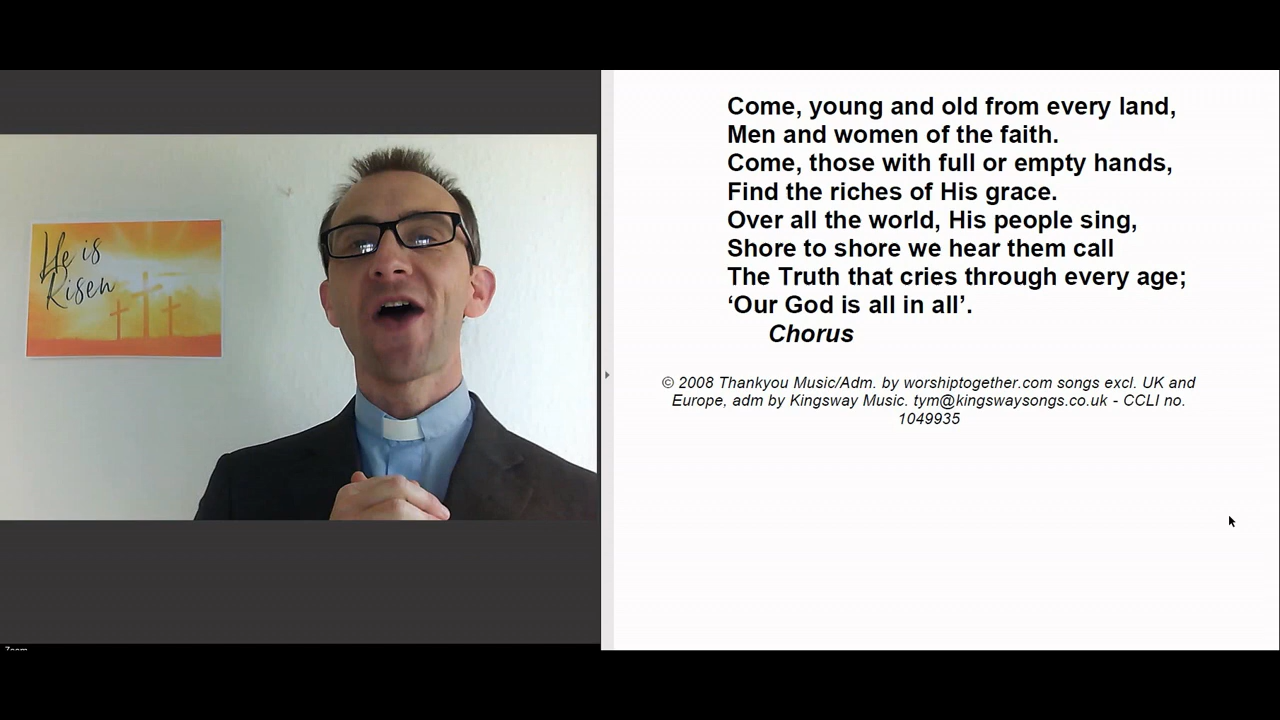 He is
Risen
Come, young and old from every land,
Men and women of the faith.
Come, those with full or empty hands,
Find the riches of His grace.
Over all the world, His people sing,
Shore to shore we hear them call
The Truth that cries through every age;
‘Our God is all in all’.
Chorus
© 2008 Thankyou Music/Adm. by worshiptogether.com songs excl. UK and
Europe, adm by Kingsway Music. tym@kingswaysongs.co.uk - CCLI no.
1049935